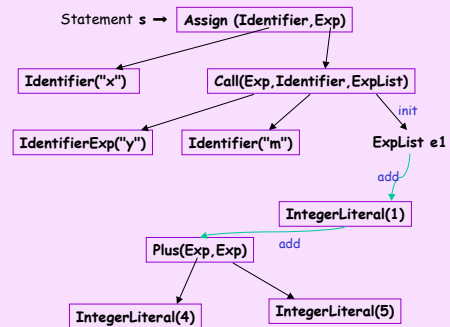 Statement s → Assign (Identifier,Exp)
Identifier("x")
Call(Exp,Identifier,ExpList)
init
IdentifierExp("y")
Identifier("m")
ExpList e1
add
IntegerLiteral(1)
add
Plus(Exp,Exp)
IntegerLiteral(4)
IntegerLiteral(5)